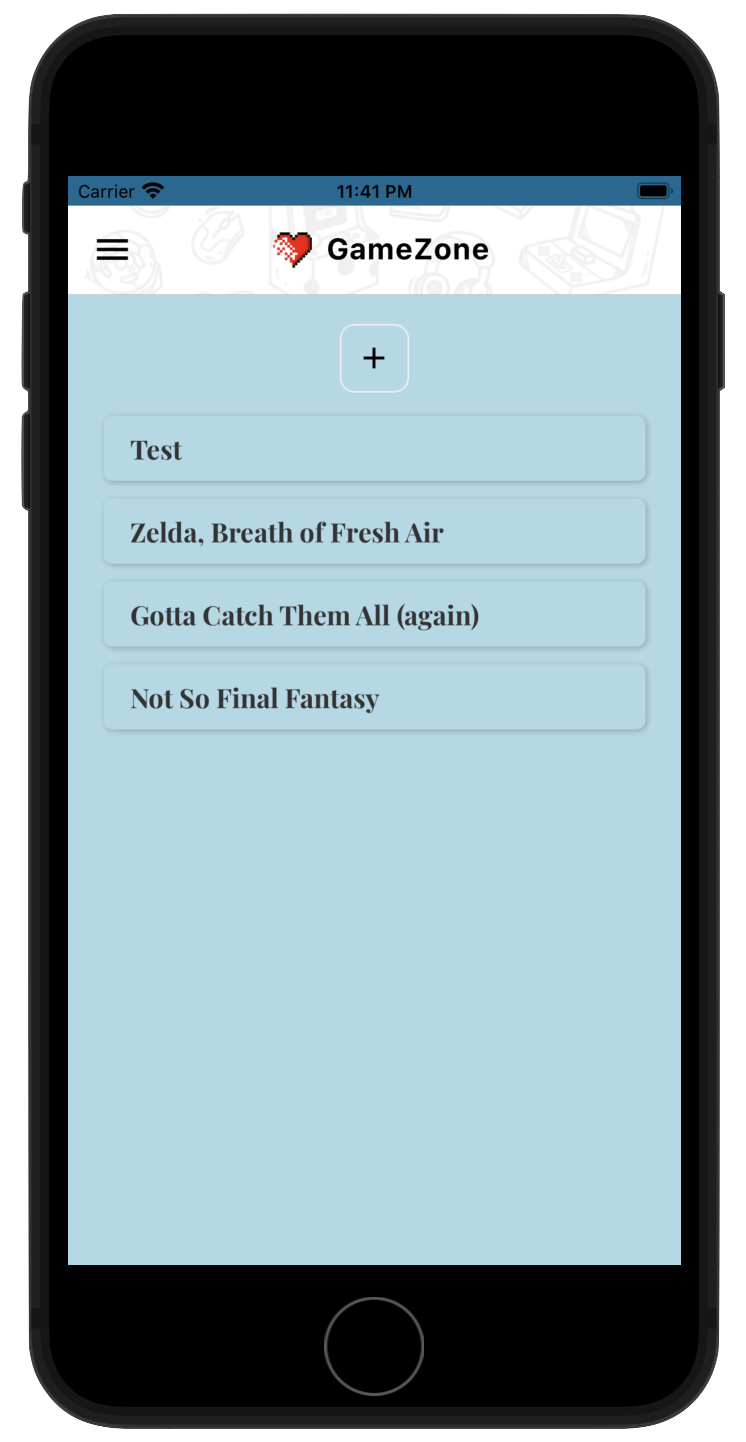 Carrier 11:41 PM
GameZone
+
Test
Zelda, Breath of Fresh Air
Gotta Catch Them All (again)
Not So Final Fantasy